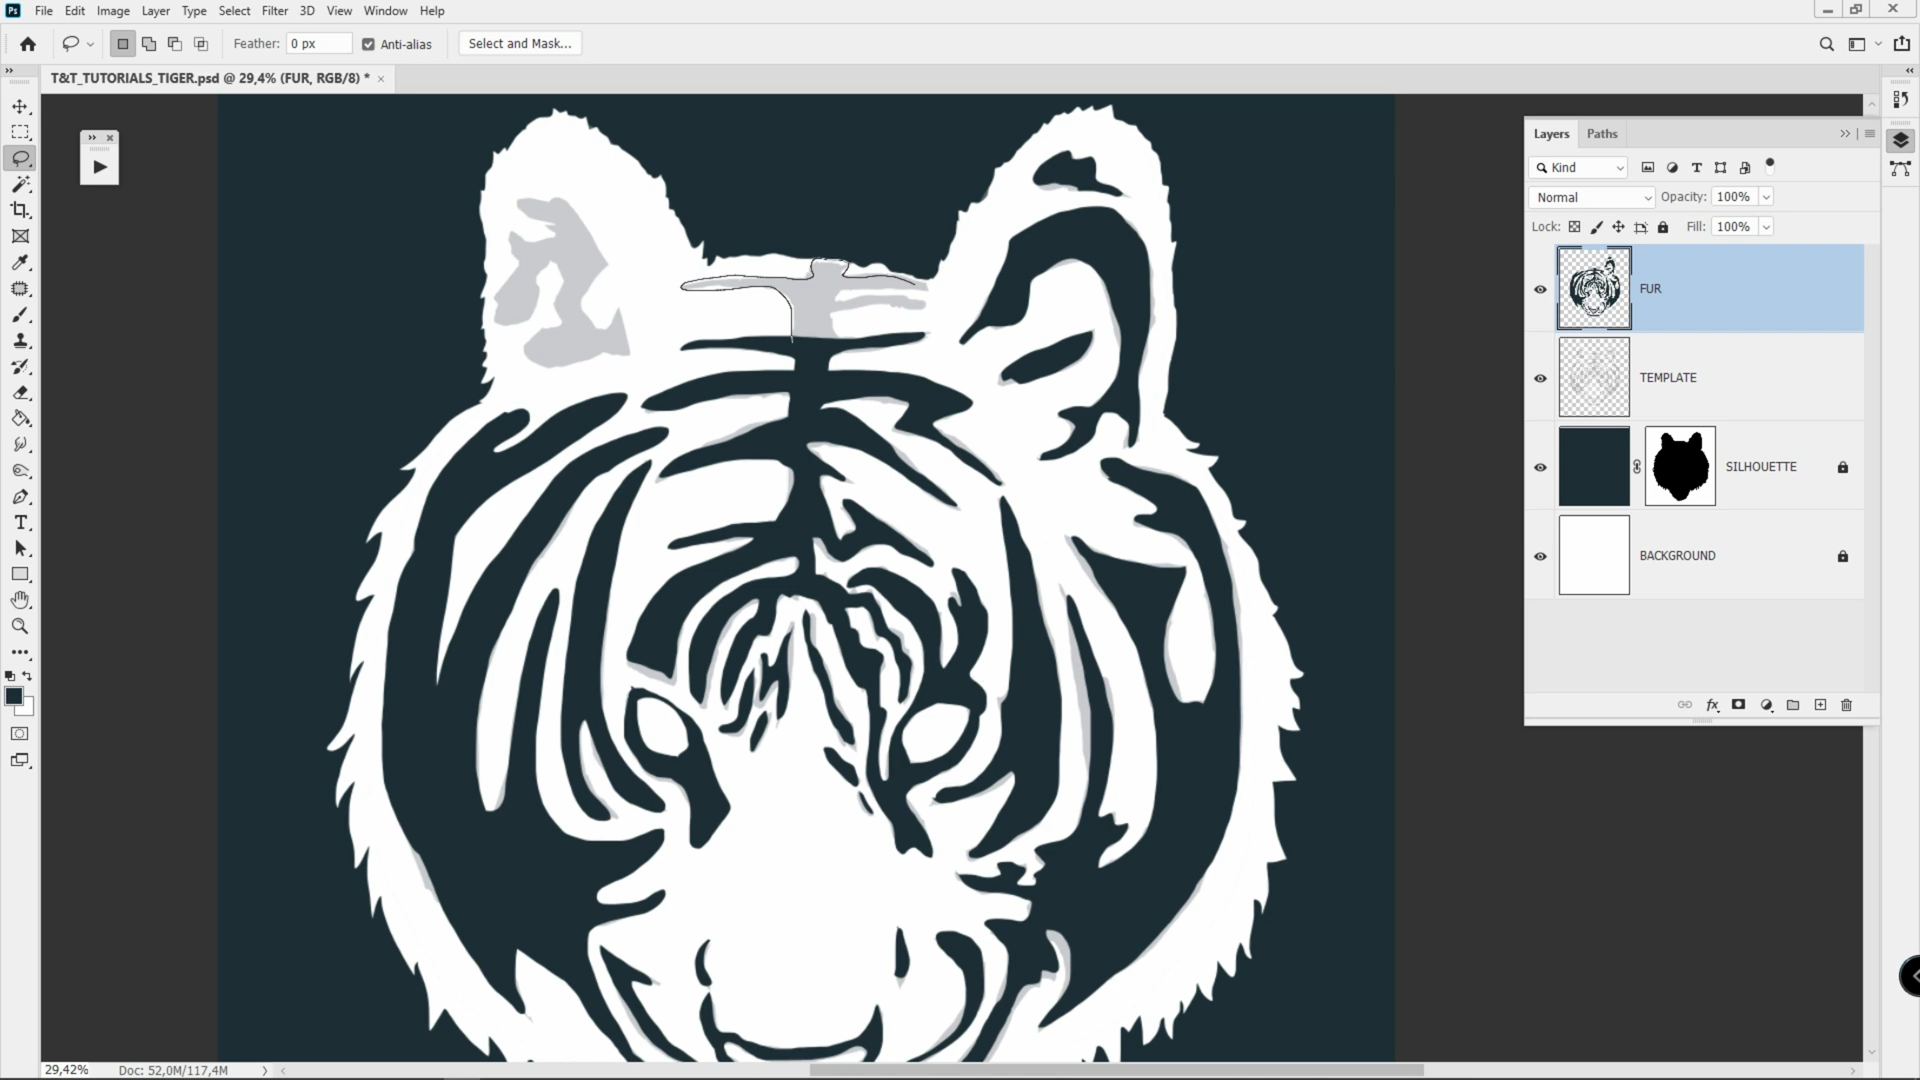 Ps File Edit Image Layer Type Select Filter 3D View Window Help
Feather: 0 px Anti-alias Select and Mask...
T&T_TUTORIALS_TIGER.psd @ 29,4% (FUR, RGB/8) *
Layers Paths
Kind
Normal Opacity: 100%
Lock: Fill: 100%
FUR
TEMPLATE
SILHOUETTE
BACKGROUND
fx
29,42% Doc: 52,0M/117,4M